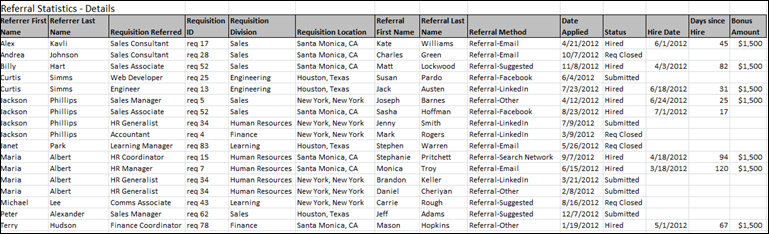 Referral Statistics - Details
Referrer First Name Referrer Last Name Requisition Referred Requisition ID Requisition Division Requisition Location Referral First Name Referral Last Name Referral Method Date Applied Status Hire Date Days since Hire Bonus Amount
Alex Kavli Sales Consultant req 17 Sales Santa Monica, CA Kate Williams Referral-Email 4/21/2012 Hired 6/1/2012 45 $1,500
Andrea Johnson Sales Consultant req 28 Sales Santa Monica, CA Charles Green Referral-Email 10/7/2012 Req Closed
Billy Hart Sales Associate req 52 Sales Santa Monica, CA Matt Lockwood Referral-Suggested 11/8/2012 Hired 4/3/2012 82 $1,500
Curtis Simms Web Developer req 25 Engineering Houston, Texas Susan Pardo Referral-Facebook 6/4/2012 Submitted
Curtis Simms Engineer req 13 Engineering Houston, Texas Jack Austen Referral-LinkedIn 7/23/2012 Hired 6/18/2012 31 $1,500
Jackson Phillips Sales Manager req 5 Sales New York, New York Joseph Barnes Referral-Other 4/12/2012 Hired 6/24/2012 25 $1,500
Jackson Phillips Sales Associate req 52 Sales Santa Monica, CA Sasha Hoffman Referral-Facebook 8/23/2012 Hired 7/1/2012 17
Jackson Phillips HR Generalist req 34 Human Resources New York, New York Jenny Smith Referral-LinkedIn 7/9/2012 Submitted
Jackson Phillips Accountant req 4 Finance New York, New York Mark Rogers Referral-LinkedIn 3/9/2012 Req Closed
Janet Park Learning Manager req 83 Learning Houston, Texas Stephen Warren Referral-Email 5/26/2012 Req Closed
Maria Albert HR Coordinator req 15 Human Resources Santa Monica, CA Stephanie Pritchett Referral-Search Network 9/7/2012 Hired 4/18/2012 94 $1,500
Maria Albert HR Manager req 7 Human Resources Santa Monica, CA Monica Troy Referral-Email 6/15/2012 Hired 3/18/2012 120 $1,500
Maria Albert HR Generalist req 34 Human Resources New York, New York Brandon Keller Referral-LinkedIn 3/21/2012 Submitted
Maria Albert HR Generalist req 34 Human Resources New York, New York Daniel Cheriyan Referral-Other 2/8/2012 Submitted
Michael Lee Comms Associate req 43 Learning New York, New York Carrie Rough Referral-Suggested 8/16/2012 Req Closed
Peter Alexander Sales Manager req 62 Sales Houston, Texas Jeff Adams Referral-Suggested 12/7/2012 Submitted
Terry Hudson Finance Coordinator req 78 Finance Santa Monica, CA Mason Hopkins Referral-Other 1/19/2012 Hired 5/1/2012 67 $1,500